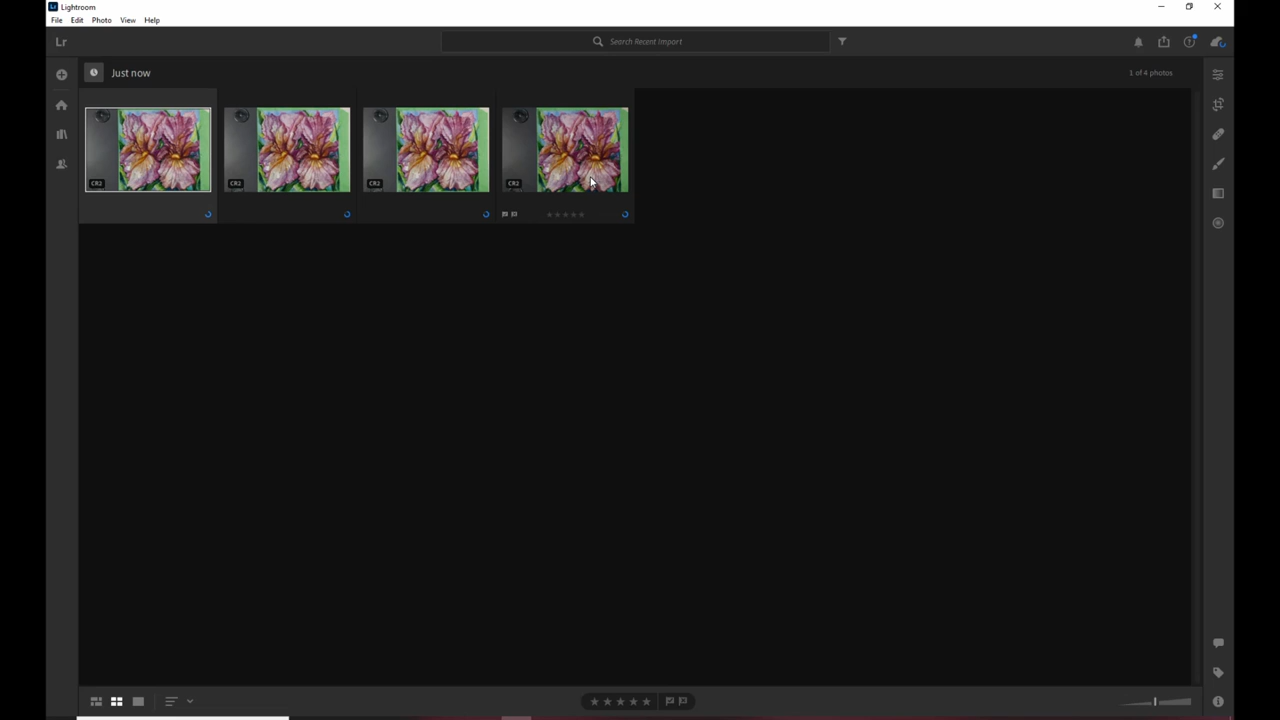 Lr Lightroom
File Edit Photo View Help
Lr
Search Recent Import
Just now
1 of 4 photos
CR2
CR2
CR2
CR2